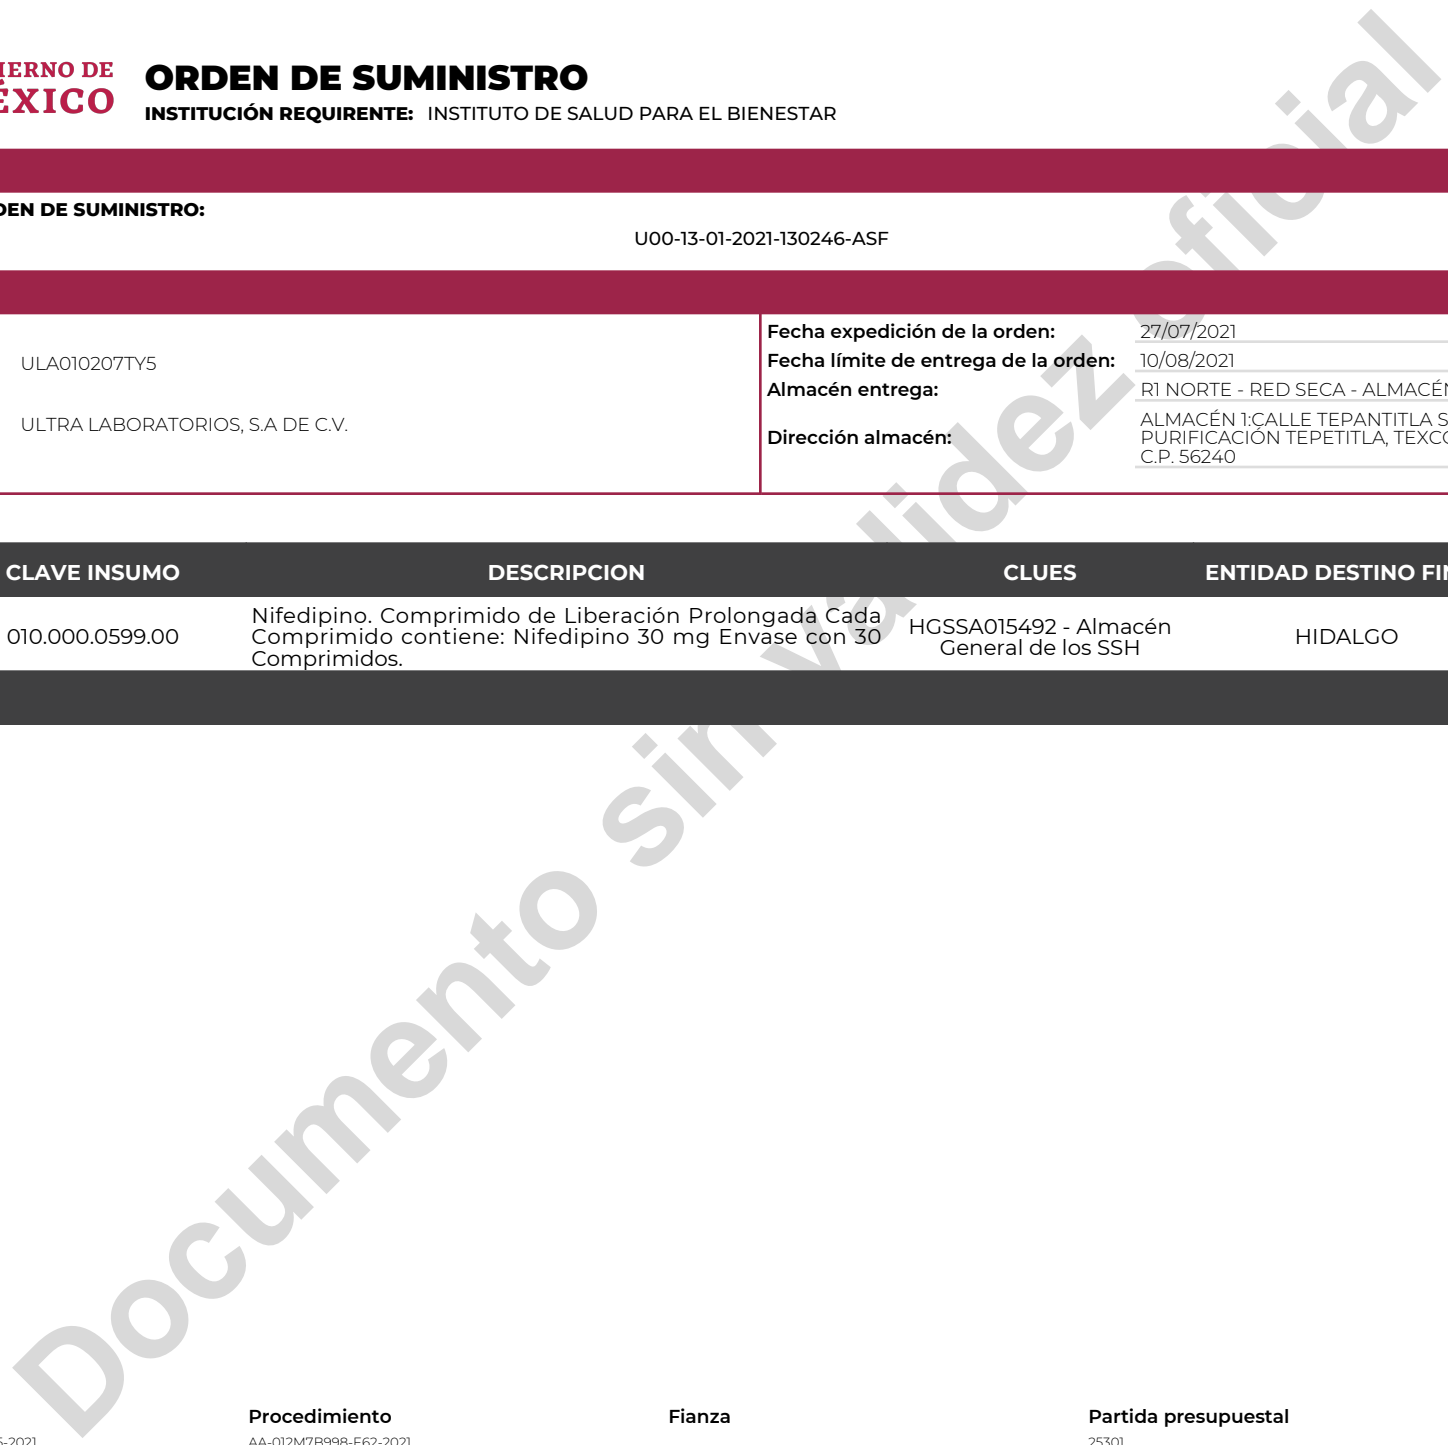 IERNO DE
ÉXICO
ORDEN DE SUMINISTRO
INSTITUCIÓN REQUIRENTE: INSTITUTO DE SALUD PARA EL BIENESTAR
DEN DE SUMINISTRO:
U00-13-01-2021-130246-ASF
ULA010207TY5
ULTRA LABORATORIOS, S.A DE C.V.
Fecha expedición de la orden: 27/07/2021
Fecha límite de entrega de la orden: 10/08/2021
Almacén entrega: R1 NORTE - RED SECA - ALMACÉN
Dirección almacén: ALMACÉN 1:CALLE TEPANTITLA S
PURIFICACIÓN TEPETITLA, TEXCO
C.P. 56240
CLAVE INSUMO DESCRIPCION CLUES ENTIDAD DESTINO FIN
010.000.0599.00
Nifedipino. Comprimido de Liberación Prolongada Cada
Comprimido contiene: Nifedipino 30 mg Envase con 30
Comprimidos.
HGSSA015492 - Almacén
General de los SSH
HIDALGO
Documento sin validez oficial
Procedimiento Fianza Partida presupuestal
-2021 AA-012M7B998-E62-2021 25301